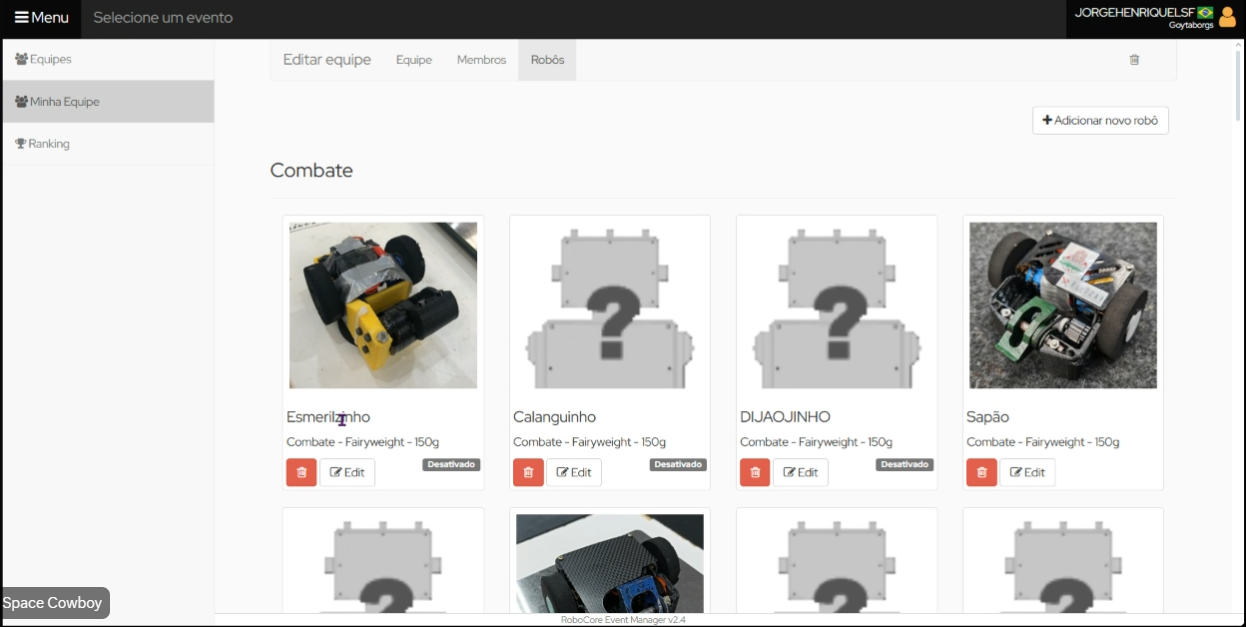 Menu
Selecione um evento
JORGEHENRIQUELSF
Goytaborgs
Equipes
Minha Equipe
Ranking
Editar equipe
Equipe
Membros
Robôs
Adicionar novo robô
Combate
Esmerilzinho
Combate - Fairyweight - 150g
Edit
Desativado
Calanguinho
Combate - Fairyweight - 150g
Edit
Desativado
DIJAOJINHO
Combate - Fairyweight - 150g
Edit
Desativado
Sapão
Combate - Fairyweight - 150g
Edit
Space Cowboy
RoboCore Event Manager v2.4